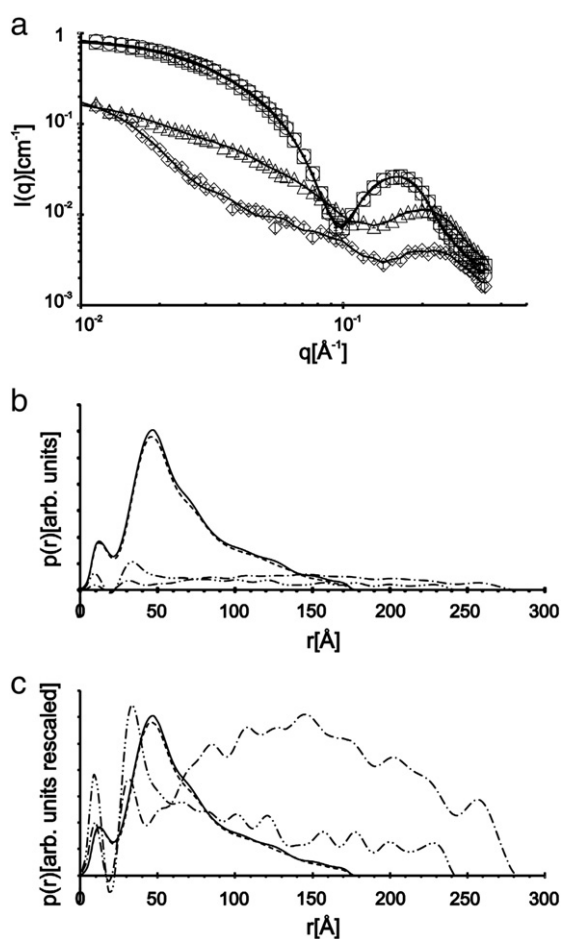 a
1
10⁻¹
10⁻²
10⁻³
I(q)[cm⁻¹]
10⁻² 10⁻¹
q[Å⁻¹]
b
p(r)[arb. units]
0 50 100 150 200 250 300
r[Å]
c
p(r)[arb. units rescaled]
0 50 100 150 200 250 300
r[Å]